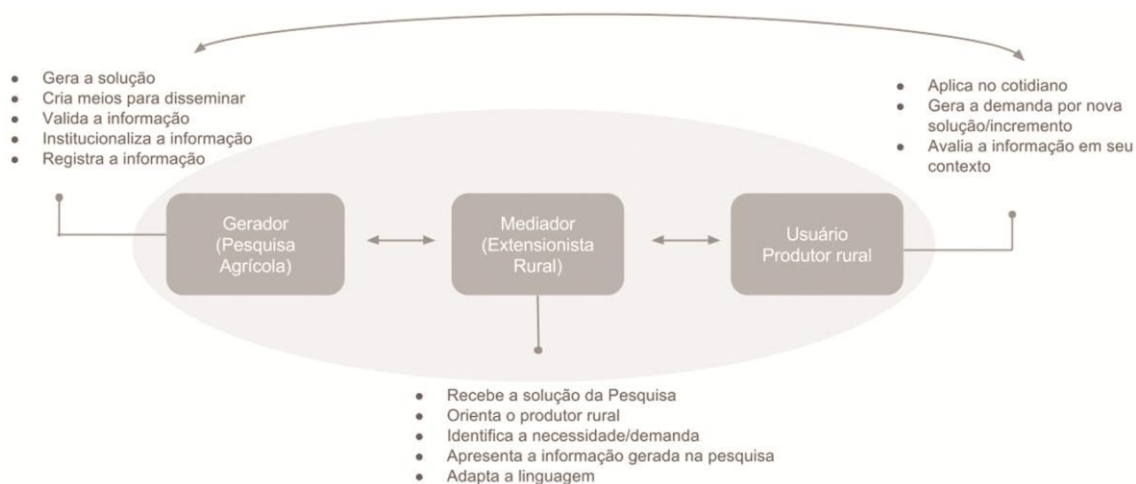 ● Gera a solução
● Cria meios para disseminar
● Valida a informação
● Institucionaliza a informação
● Registra a informação
● Aplica no cotidiano
● Gera a demanda por nova
solução/incremento
● Avalia a informação em seu
contexto
Gerador
(Pesquisa
Agrícola)
Mediador
(Extensionista
Rural)
Usuário
Produtor rural
● Recebe a solução da Pesquisa
● Orienta o produtor rural
● Identifica a necessidade/demanda
● Apresenta a informação gerada na pesquisa
● Adapta a linguagem